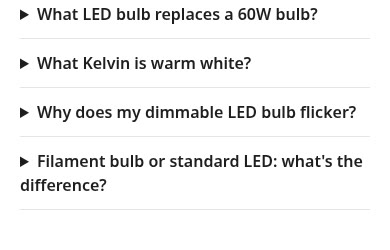 ▶ What LED bulb replaces a 60W bulb?
▶ What Kelvin is warm white?
▶ Why does my dimmable LED bulb flicker?
▶ Filament bulb or standard LED: what's the
difference?